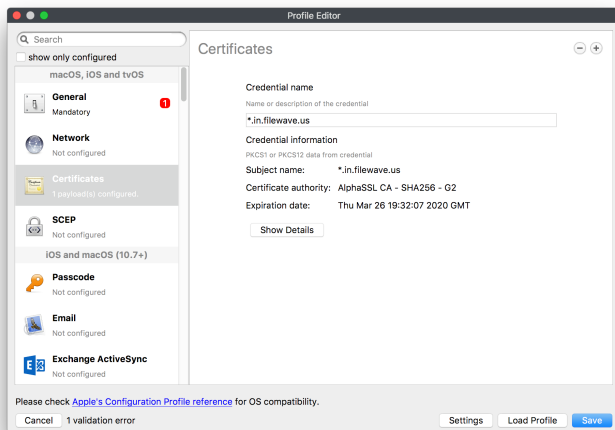 Profile Editor
Search
show only configured
macOS, iOS and tvOS
General
Mandatory
1
Network
Not configured
Certificates
1 payload(s) configured.
SCEP
Not configured
iOS and macOS (10.7+)
Passcode
Not configured
Email
Not configured
Exchange ActiveSync
Not configured
Certificates
Credential name
Name or description of the credential
*.in.filewave.us
Credential information
PKCS1 or PKCS12 data from credential
Subject name: *.in.filewave.us
Certificate authority: AlphaSSL CA - SHA256 - G2
Expiration date: Thu Mar 26 19:32:07 2020 GMT
Show Details
Please check Apple's Configuration Profile reference for OS compatibility.
Cancel 1 validation error Settings Load Profile Save